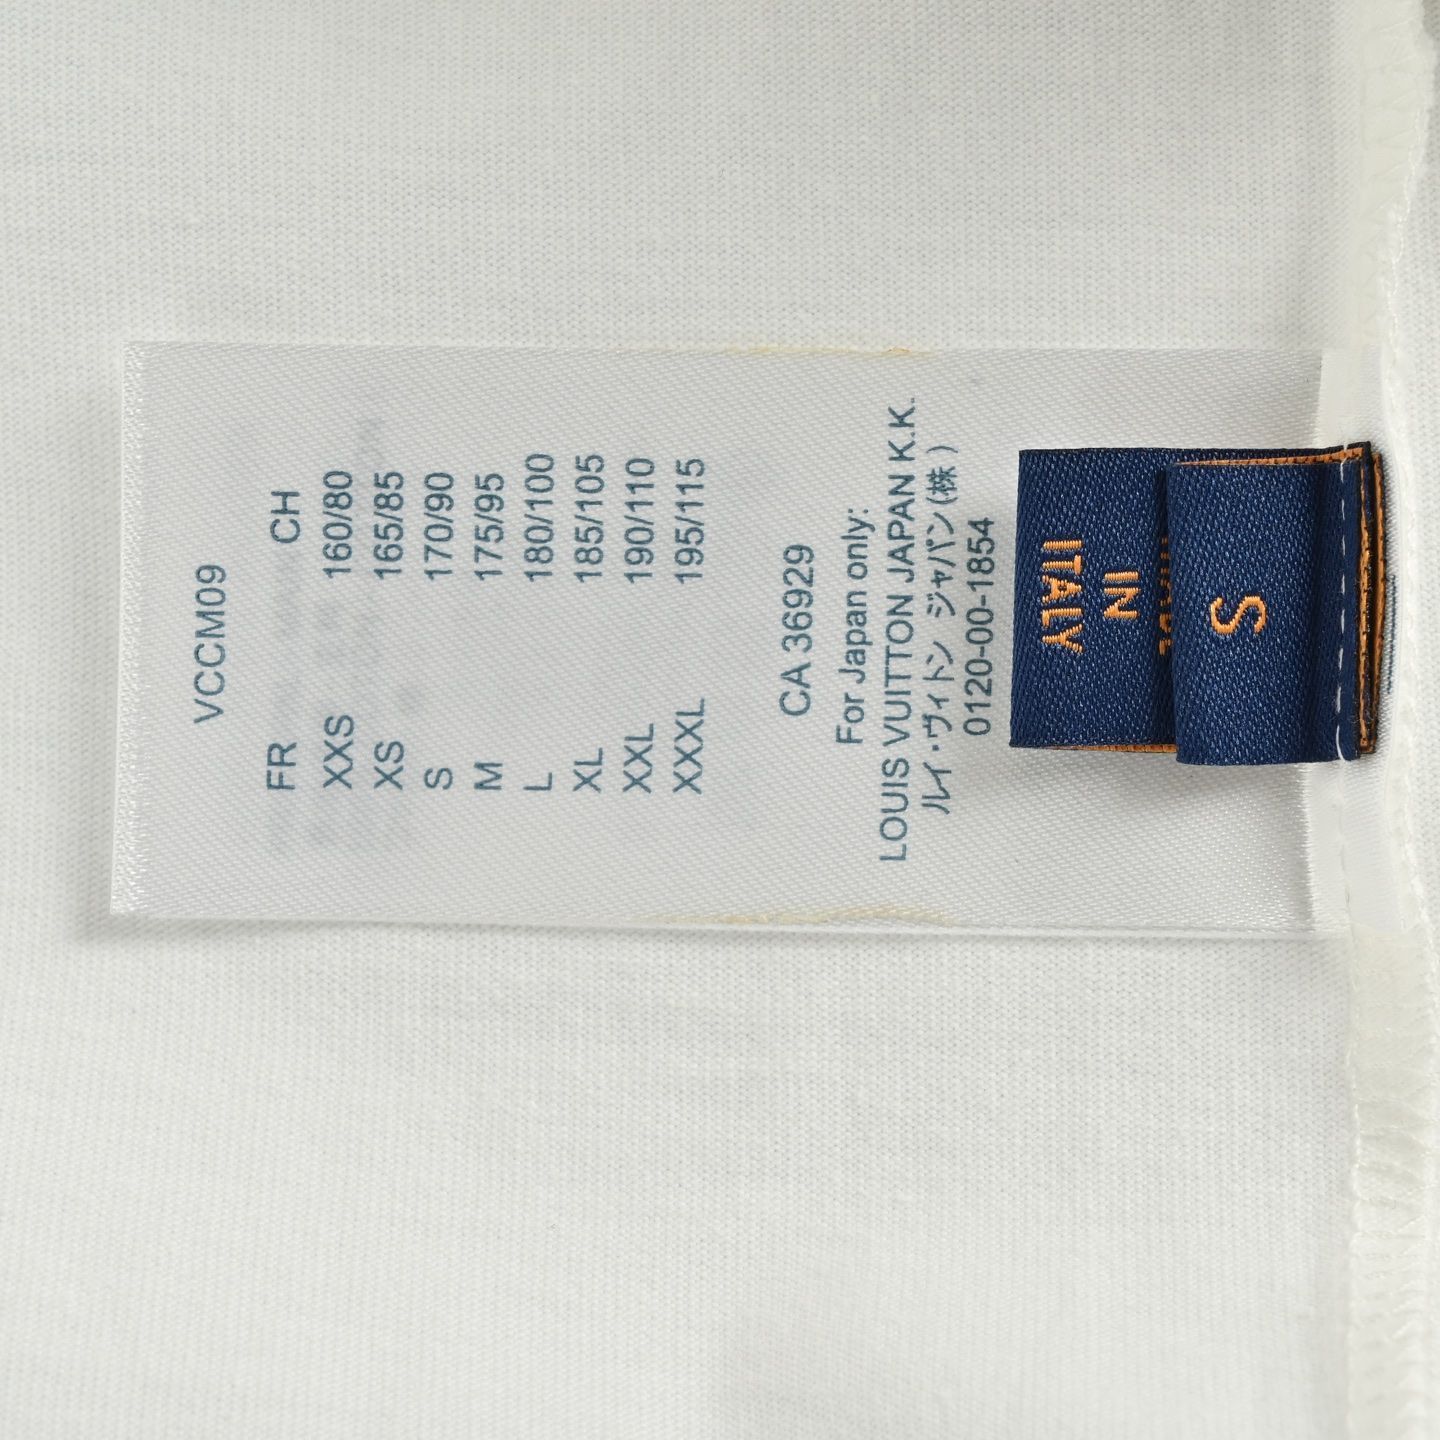 VCCM09
FR CH
XXS 160/80
XS 165/85
S 170/90
M 175/95
L 180/100
XL 185/105
XXL 190/110
XXXL 195/115
CA 36929
For Japan only:
LOUIS VUITTON JAPAN K.K.
ルイ・ヴィトン ジャパン(株)
0120-00-1854
S
IN
ITALY